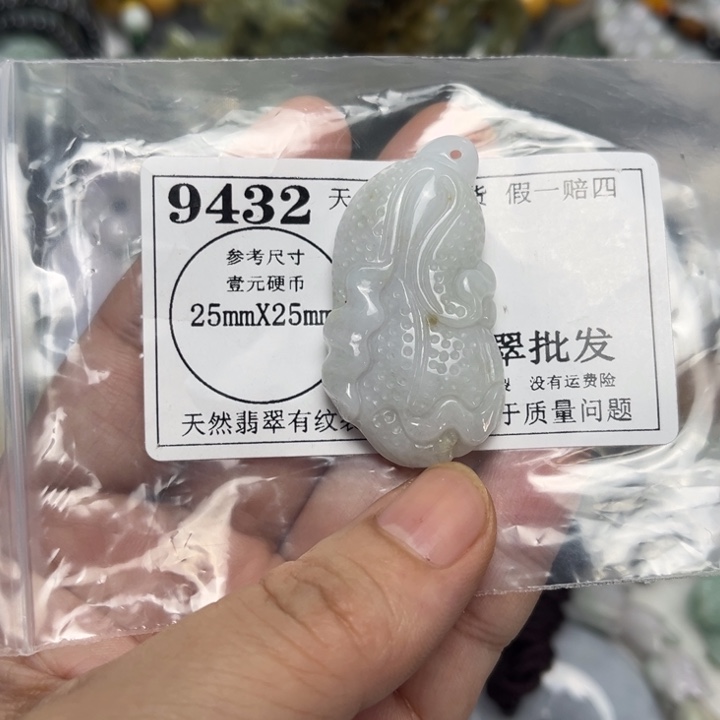 9432 天 货 假一赔四
参考尺寸
壹元硬币
25mmX25mm
翠批发
没有运费险
天然翡翠有纹 于质量问题